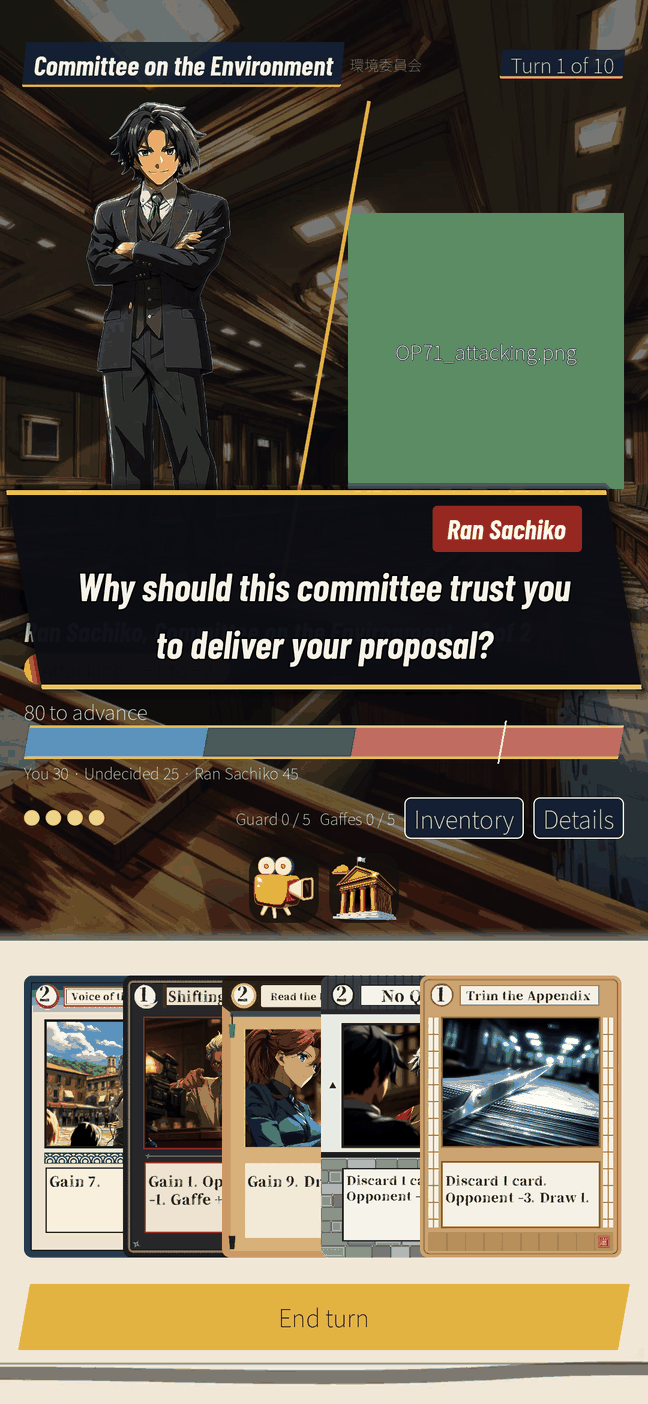 Committee on the Environment
環境委員会
Turn 1 of 10
OP71_attacking.png
Ran Sachiko
Why should this committee trust you
to deliver your proposal?
80 to advance
You 30 · Undecided 25 · Ran Sachiko 45
Guard 0 / 5
Gaffes 0 / 5
Inventory
Details
2
Voice of
Gain 7.
1
Shifting
Gain 1. Op
-1. Gaffe +
2
Read the
Gain 9. Dr
2
No Q
Discard 1 ca
Opponent -
1
Trim the Appendix
Discard 1 card.
Opponent -3. Draw 1.
End turn